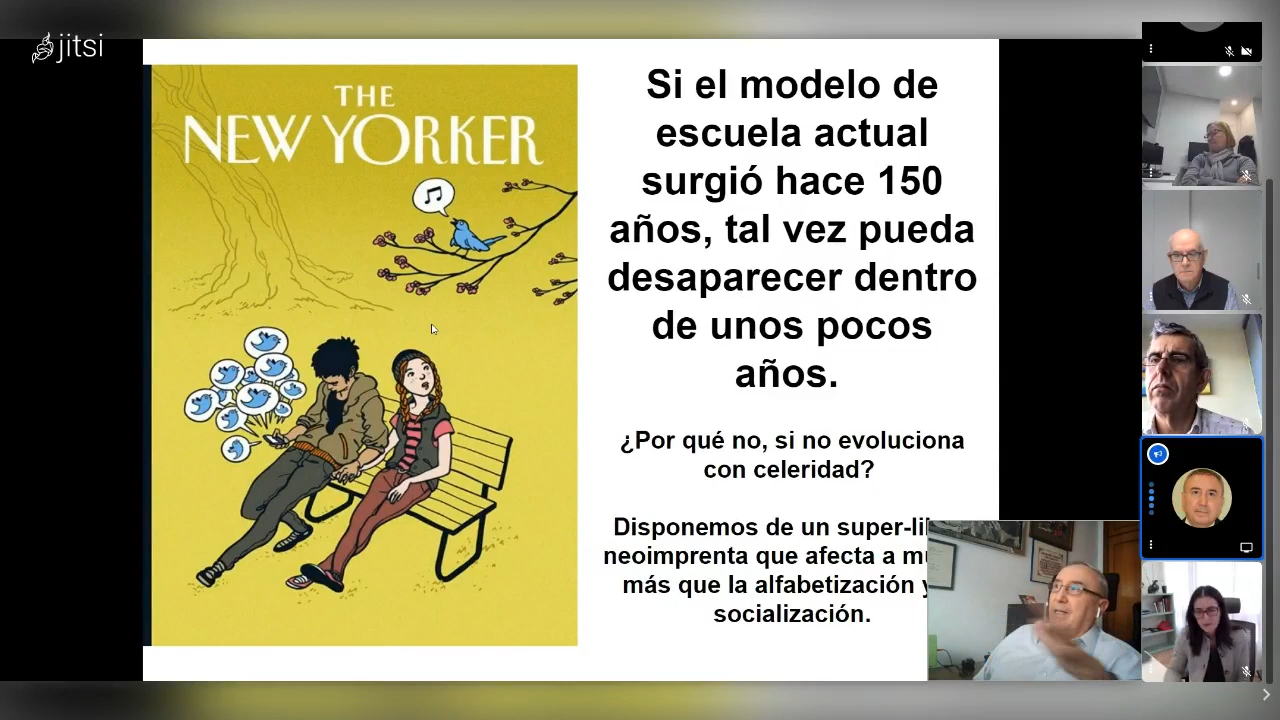 jitsi
THE
NEW YORKER
Si el modelo de
escuela actual
surgió hace 150
años, tal vez pueda
desaparecer dentro
de unos pocos
años.
¿Por qué no, si no evoluciona
con celeridad?
Disponemos de un
neoimprenta que afecta a
más que la alfabetización
socialización.